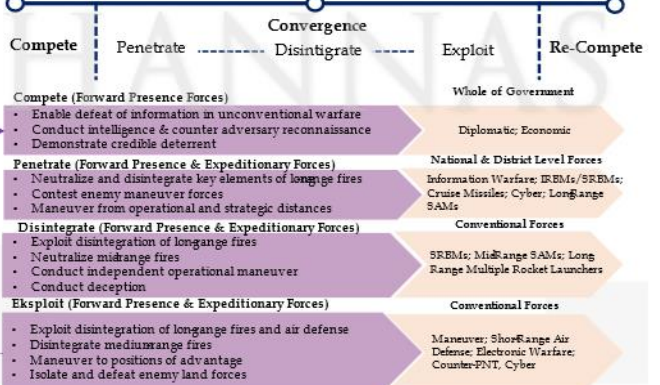 HANNAS
Convergence
Compete
Penetrate
Disintigrate
Exploit
Re-Compete
Compete (Forward Presence Forces)
• Enable defeat of information in unconventional warfare
• Conduct intelligence & counter adversary reconnaissance
• Demonstrate credible deterrent
Whole of Government
Diplomatic; Economic
Penetrate (Forward Presence & Expeditionary Forces)
• Neutralize and disintegrate key elements of longrange fires
• Contest enemy maneuver forces
• Maneuver from operational and strategic distances
National & District Level Forces
Information Warfare; IRBMs/SRBMs;
Cruise Missiles; Cyber; LongRange
SAMs
Disintegrate (Forward Presence & Expeditionary Forces)
• Exploit disintegration of longange fires
• Neutralize midrange fires
• Conduct independent operational maneuver
• Conduct deception
Conventional Forces
SRBMs; MidRange SAMs; Long
Range Multiple Rocket Launchers
Eksploit (Forward Presence & Expeditionary Forces)
• Exploit disintegration of longange fires and air defense
• Disintegrate mediumrange fires
• Maneuver to positions of advantage
• Isolate and defeat enemy land forces
Conventional Forces
Maneuver; ShortRange Air
Defense; Electronic Warfare;
Counter-PNT, Cyber